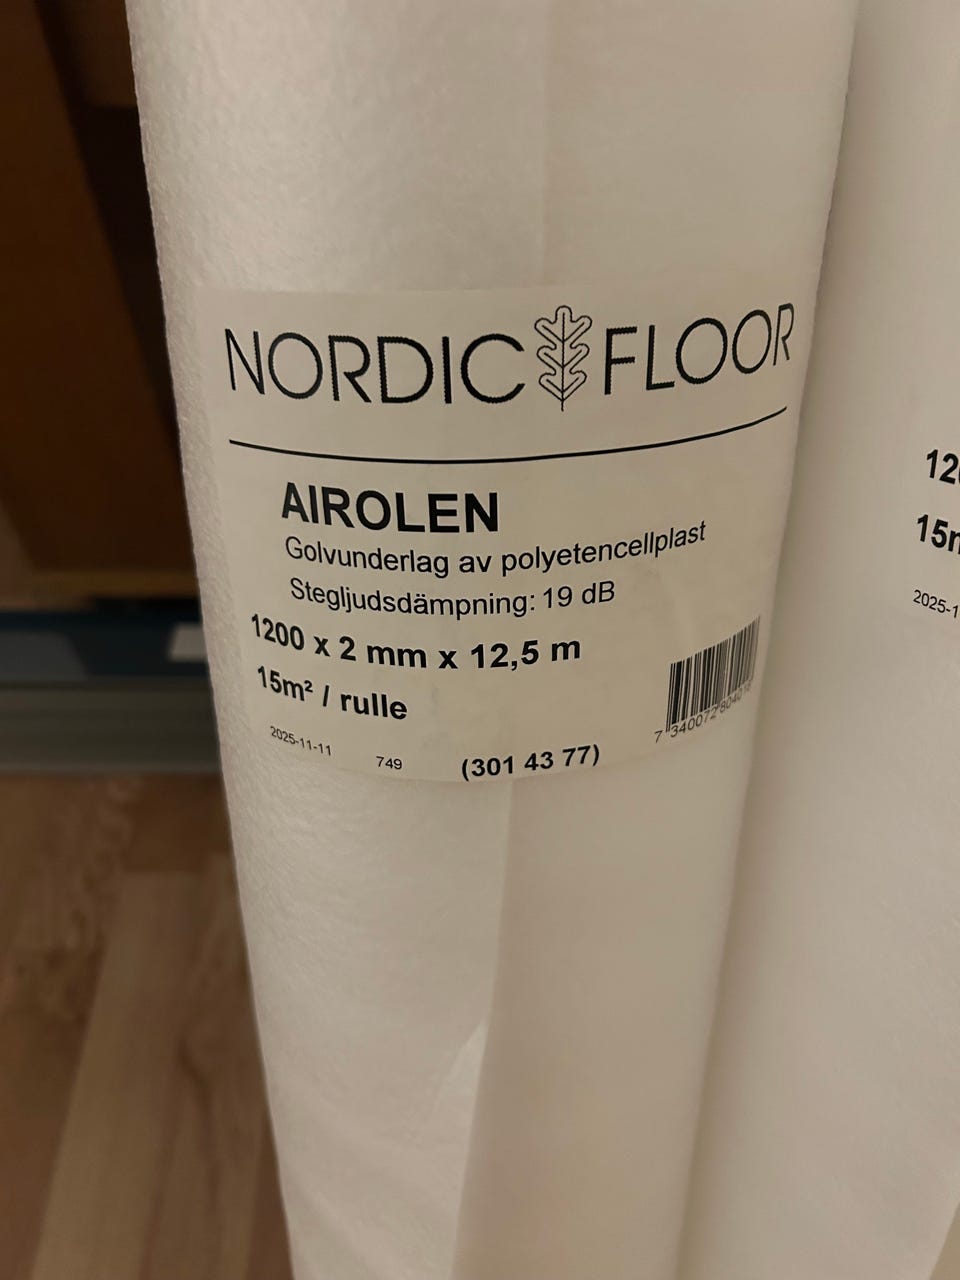 NORDIC FLOOR
AIROLEN
Golvunderlag av polyetencellplast
Stegljudsdämpning: 19 dB
1200 x 2 mm x 12,5 m
15m² / rulle
2025-11-11 749 (301 43 77)